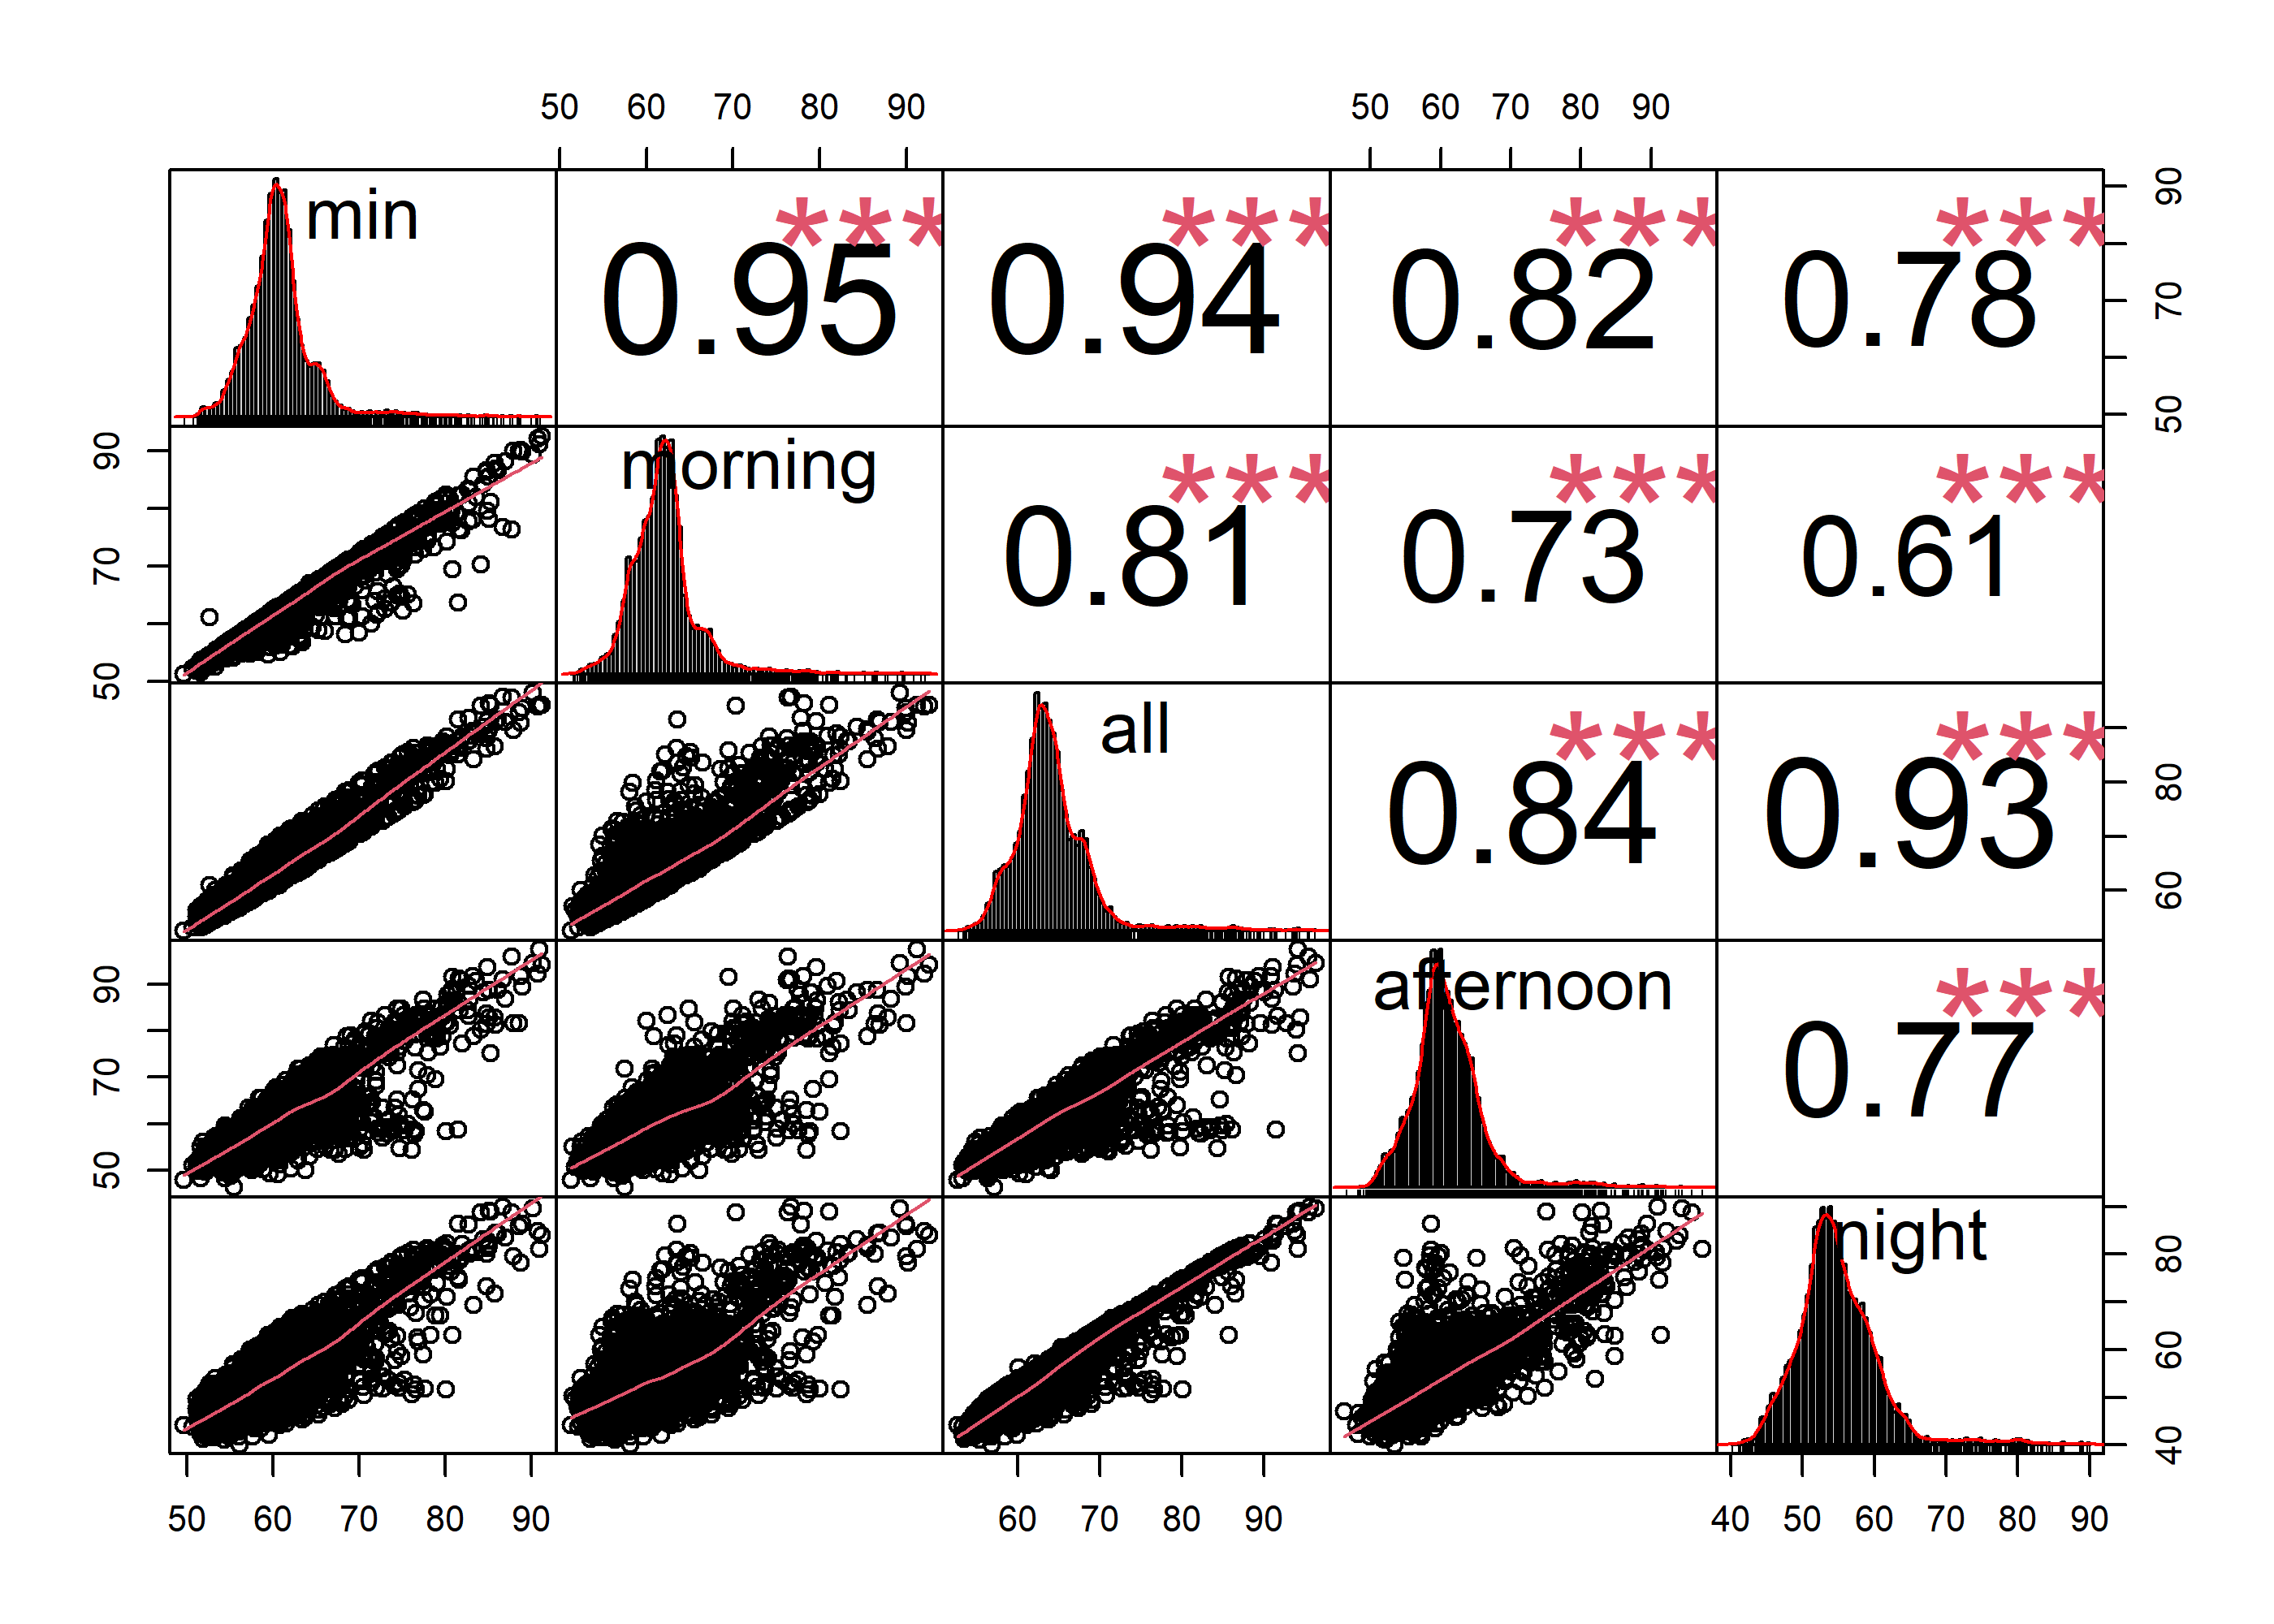 50 60 70 80 90 50 60 70 80 90
min 0.95 *** 0.94 *** 0.82 *** 0.78 *** 50 70 90
50 70 90 morning 0.81 *** 0.73 *** 0.61 ***
all 0.84 *** 0.93 *** 60 80
50 70 90 afternoon 0.77 ***
night 40 60 80
50 60 70 80 90 60 70 80 90 40 50 60 70 80 90